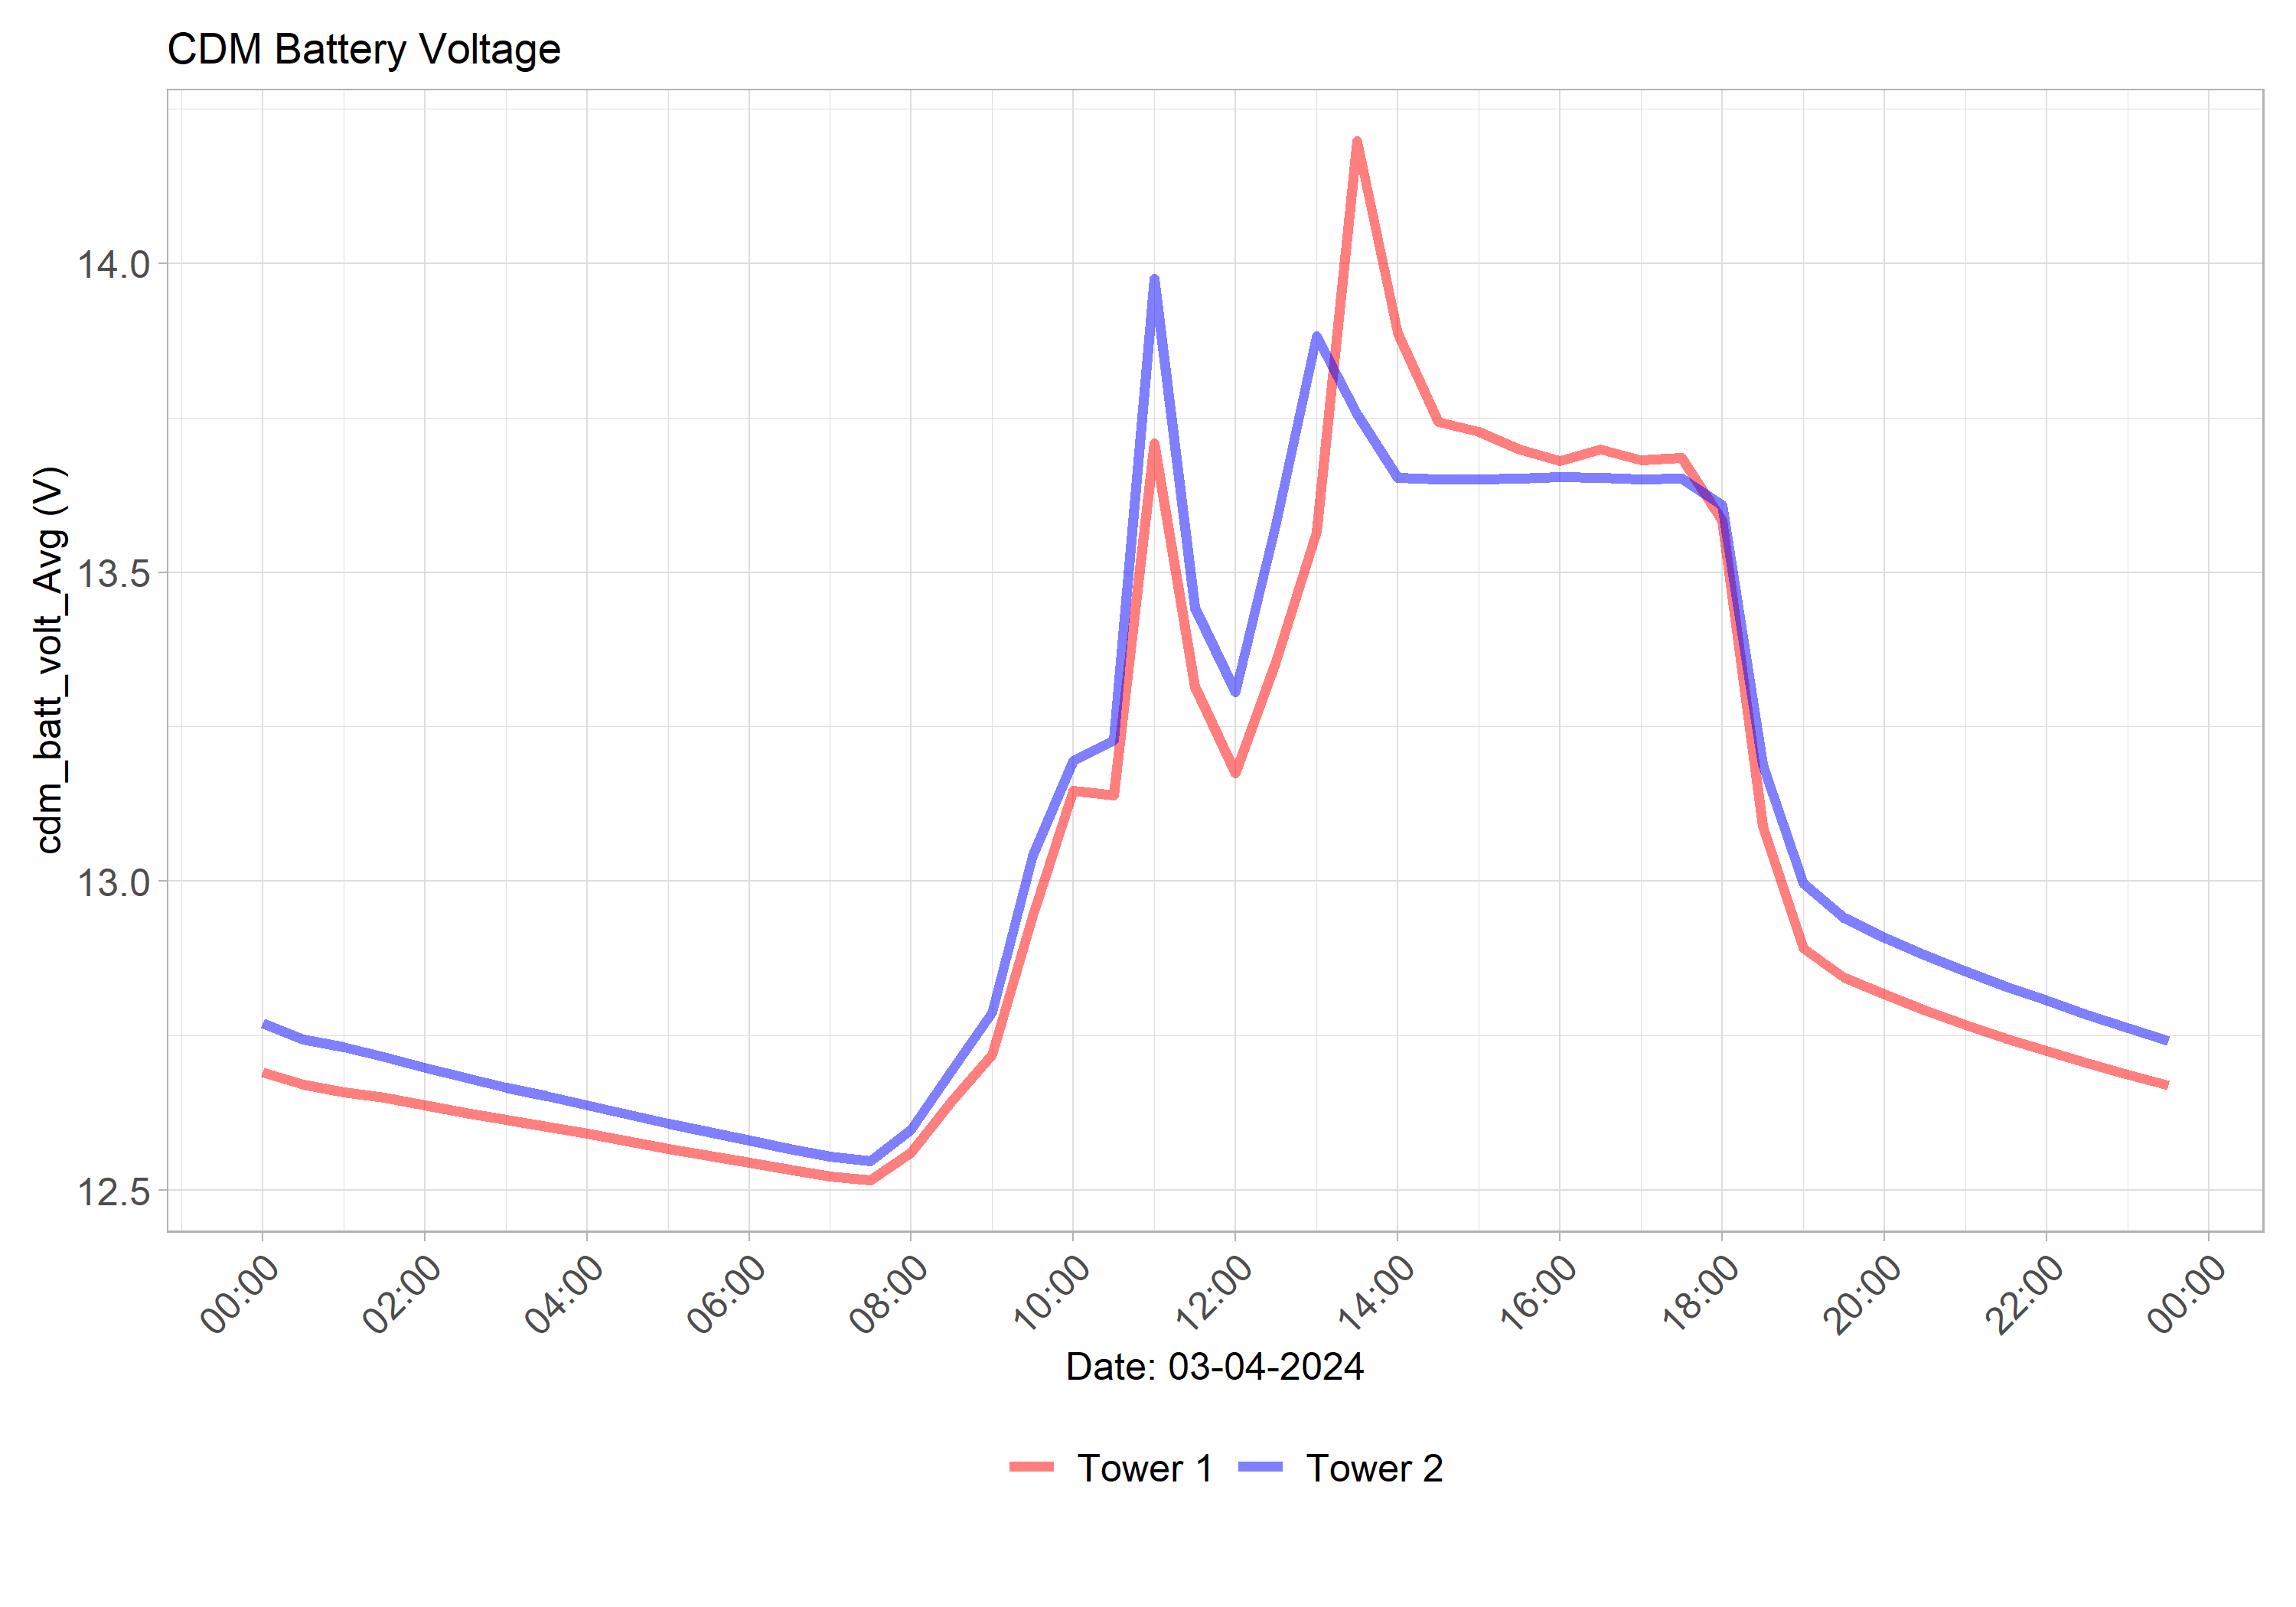 CDM Battery Voltage
cdm_batt_volt_Avg (V)
14.0
13.5
13.0
12.5
00:00 02:00 04:00 06:00 08:00 10:00 12:00 14:00 16:00 18:00 20:00 22:00 00:00
Date: 03-04-2024
Tower 1 Tower 2